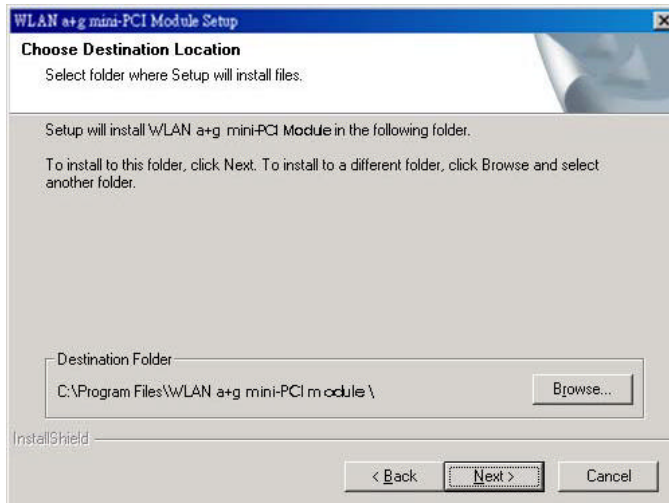 WLAN a+g mini-PCI Module Setup
Choose Destination Location
Select folder where Setup will install files.
Setup will install WLAN a+g mini-PCI Module in the following folder.
To install to this folder, click Next. To install to a different folder, click Browse and select
another folder.
Destination Folder
C:\Program Files\WLAN a+g mini-PCI module\
Browse...
InstallShield
< Back
Next >
Cancel